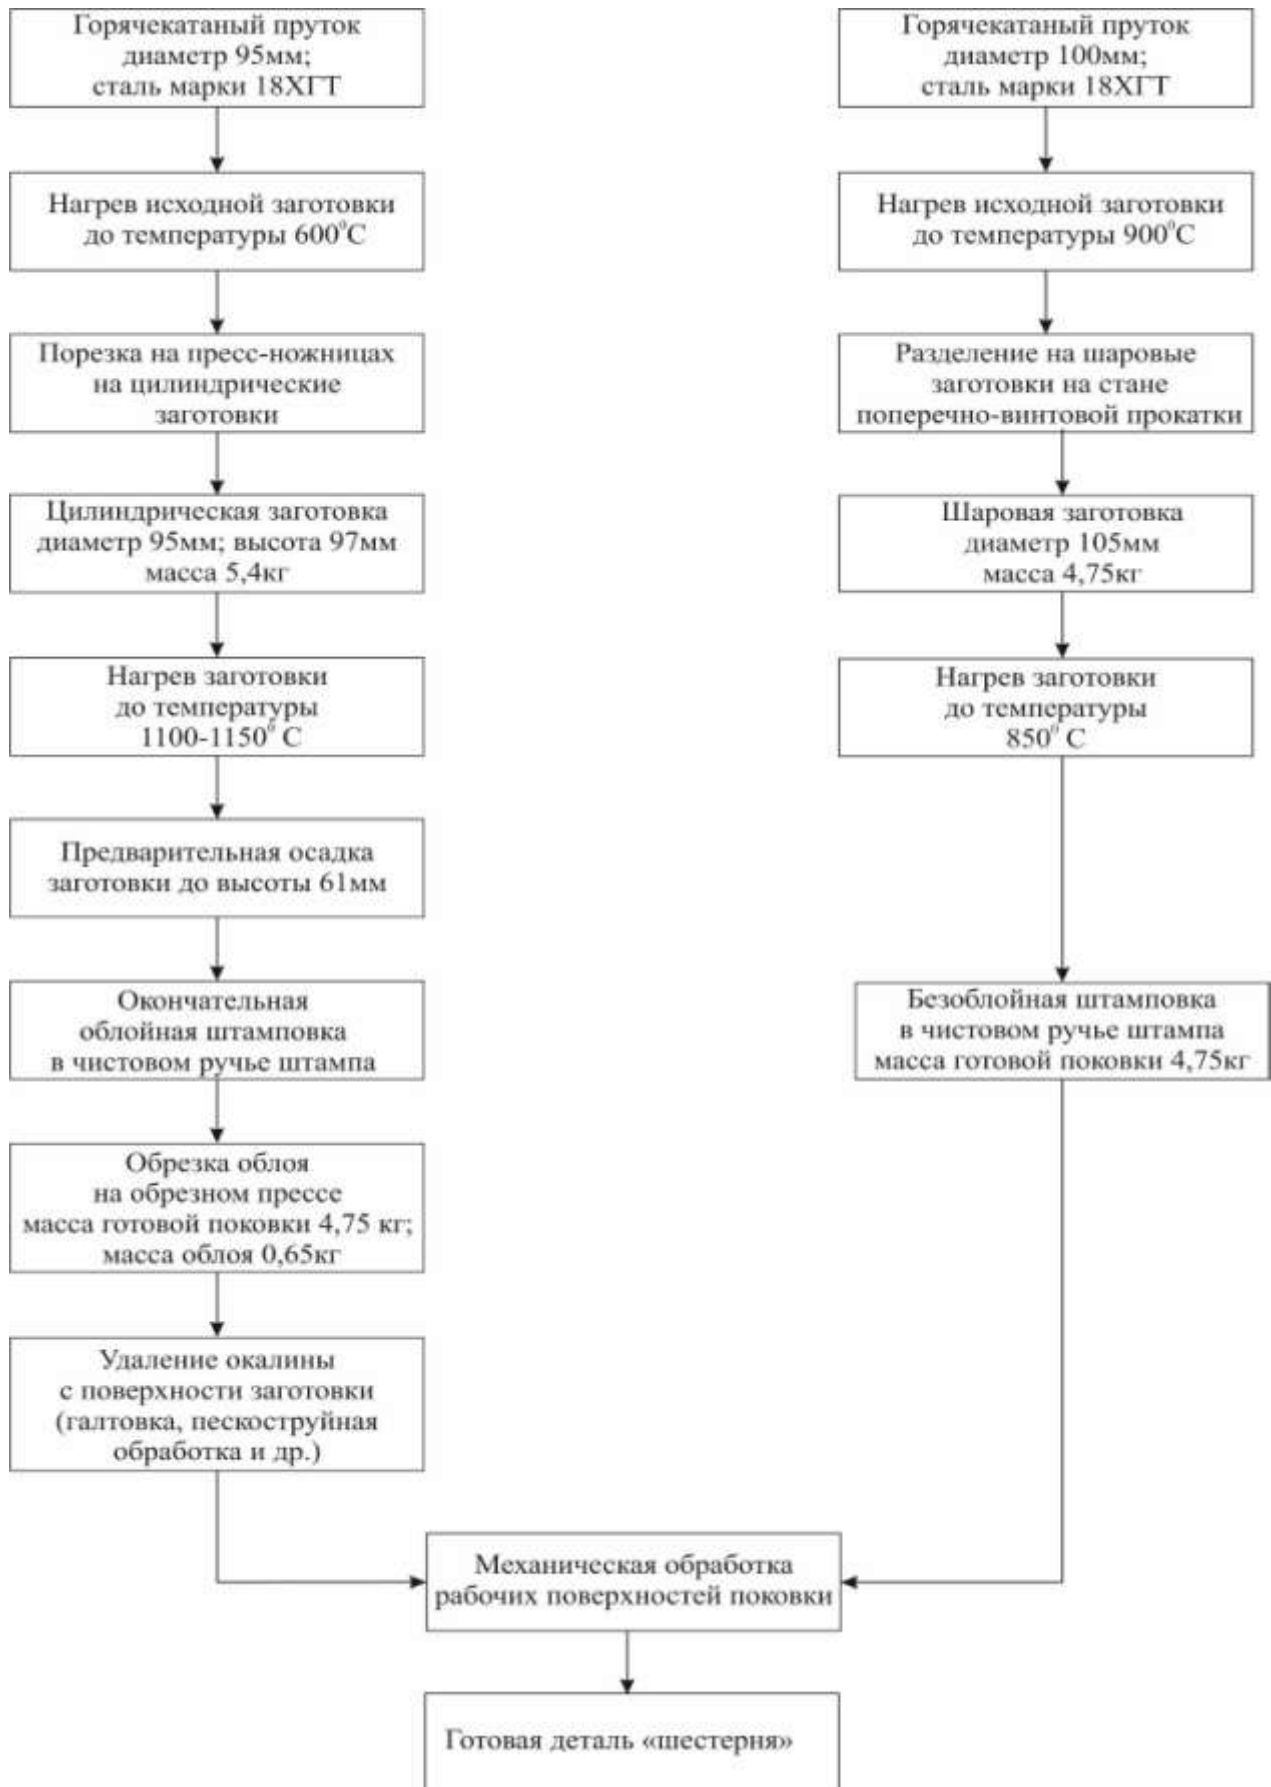 Горячекатаный пруток
диаметр 95мм;
сталь марки 18ХГТ
Нагрев исходной заготовки
до температуры 600⁰С
Порезка на пресс-ножницах
на цилиндрические
заготовки
Цилиндрическая заготовка
диаметр 95мм; высота 97мм
масса 5,4кг
Нагрев заготовки
до температуры
1100-1150⁰ С
Предварительная осадка
заготовки до высоты 61мм
Окончательная
облойная штамповка
в чистовом ручье штампа
Обрезка облоя
на обрезном прессе
масса готовой поковки 4,75 кг;
масса облоя 0,65кг
Удаление окалины
с поверхности заготовки
(галтовка, пескоструйная
обработка и др.)
Горячекатаный пруток
диаметр 100мм;
сталь марки 18ХГТ
Нагрев исходной заготовки
до температуры 900⁰С
Разделение на шаровые
заготовки на стане
поперечно-винтовой прокатки
Шаровая заготовка
диаметр 105мм
масса 4,75кг
Нагрев заготовки
до температуры
850⁰ С
Безоблойная штамповка
в чистовом ручье штампа
масса готовой поковки 4,75кг
Механическая обработка
рабочих поверхностей поковки
Готовая деталь «шестерня»